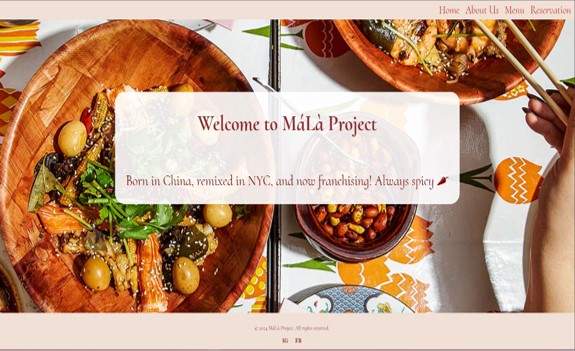 Home About Us Menu Reservation
Welcome to MáLà Project
Born in China, remixed in NYC, and now franchising! Always spicy 🌶
© 2024 MáLà Project. All rights reserved.
IG FB